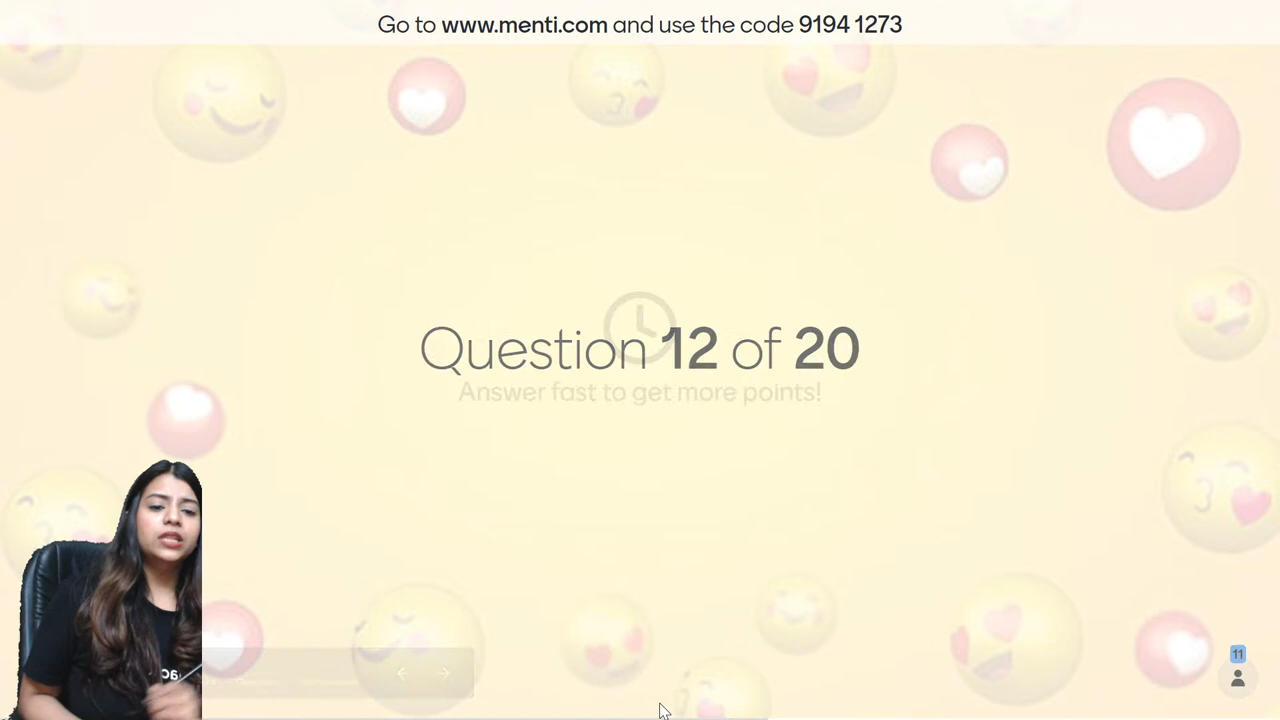 Go to www.menti.com and use the code 9194 1273
Question 12 of 20
Answer fast to get more points!
11